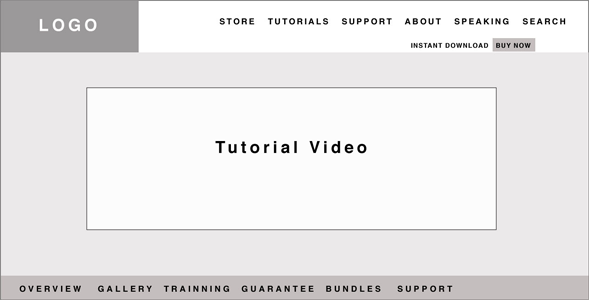 LOGO
STORE TUTORIALS SUPPORT ABOUT SPEAKING SEARCH
INSTANT DOWNLOAD BUY NOW
Tutorial Video
OVERVIEW GALLERY TRAINNING GUARANTEE BUNDLES SUPPORT